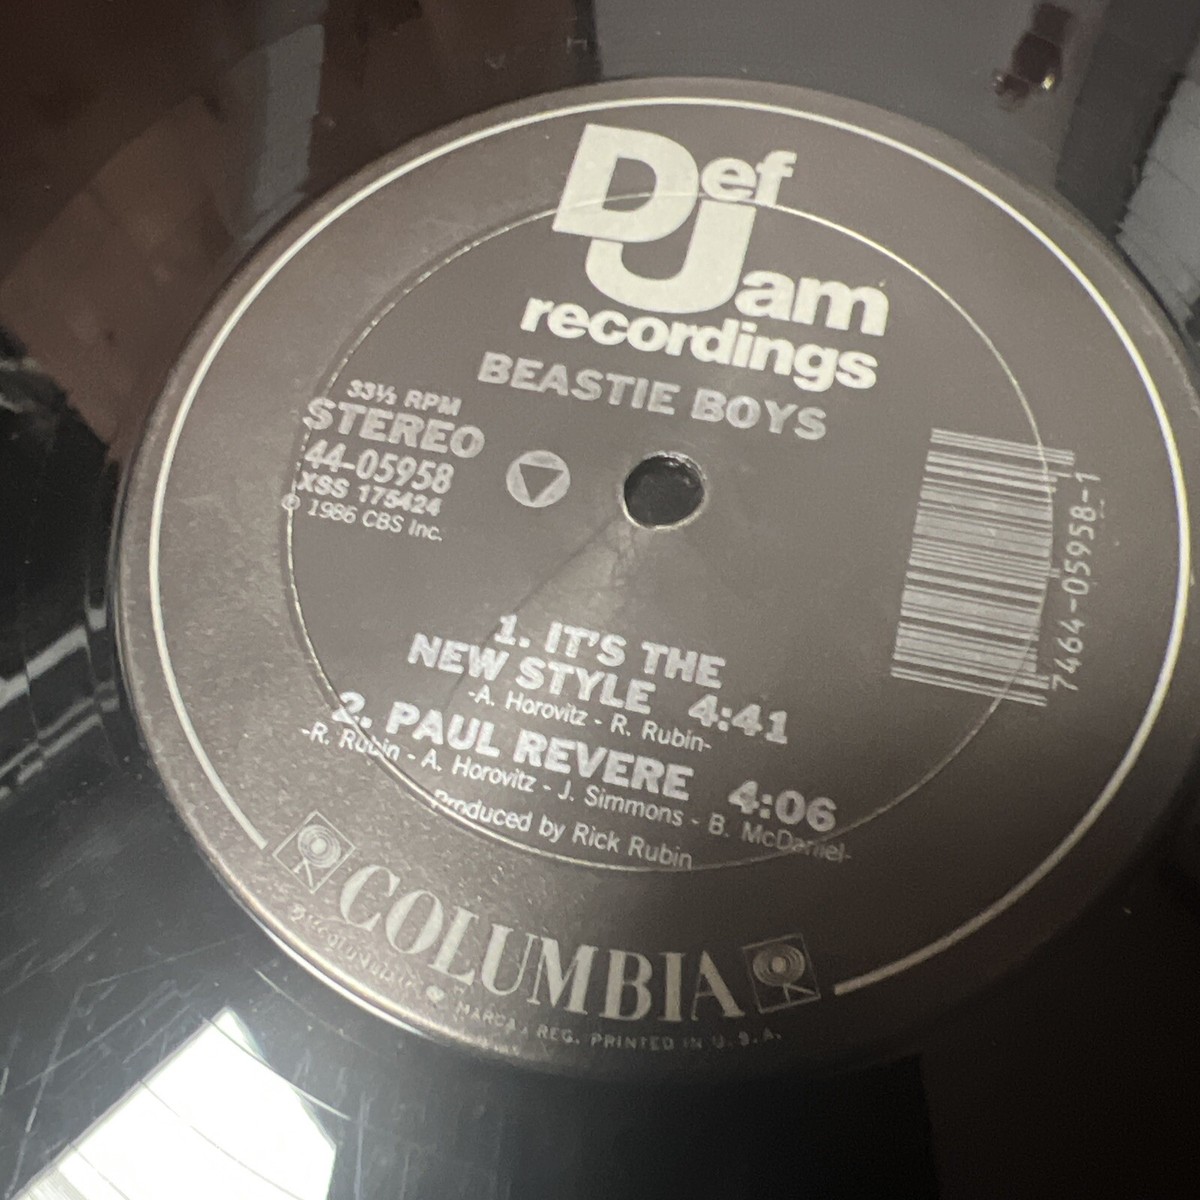 Def
Jam
recordings
BEASTIE BOYS
33⅓ RPM
STEREO
44-05958
XSS 175424
℗ 1986 CBS Inc.
7464-05958-1
1. IT'S THE
NEW STYLE 4:41
-A. Horovitz - R. Rubin-
2. PAUL REVERE 4:06
-R. Rubin - A. Horovitz - J. Simmons - B. McDaniel-
Produced by Rick Rubin
COLUMBIA
MARCA REG. PRINTED IN U.S.A.